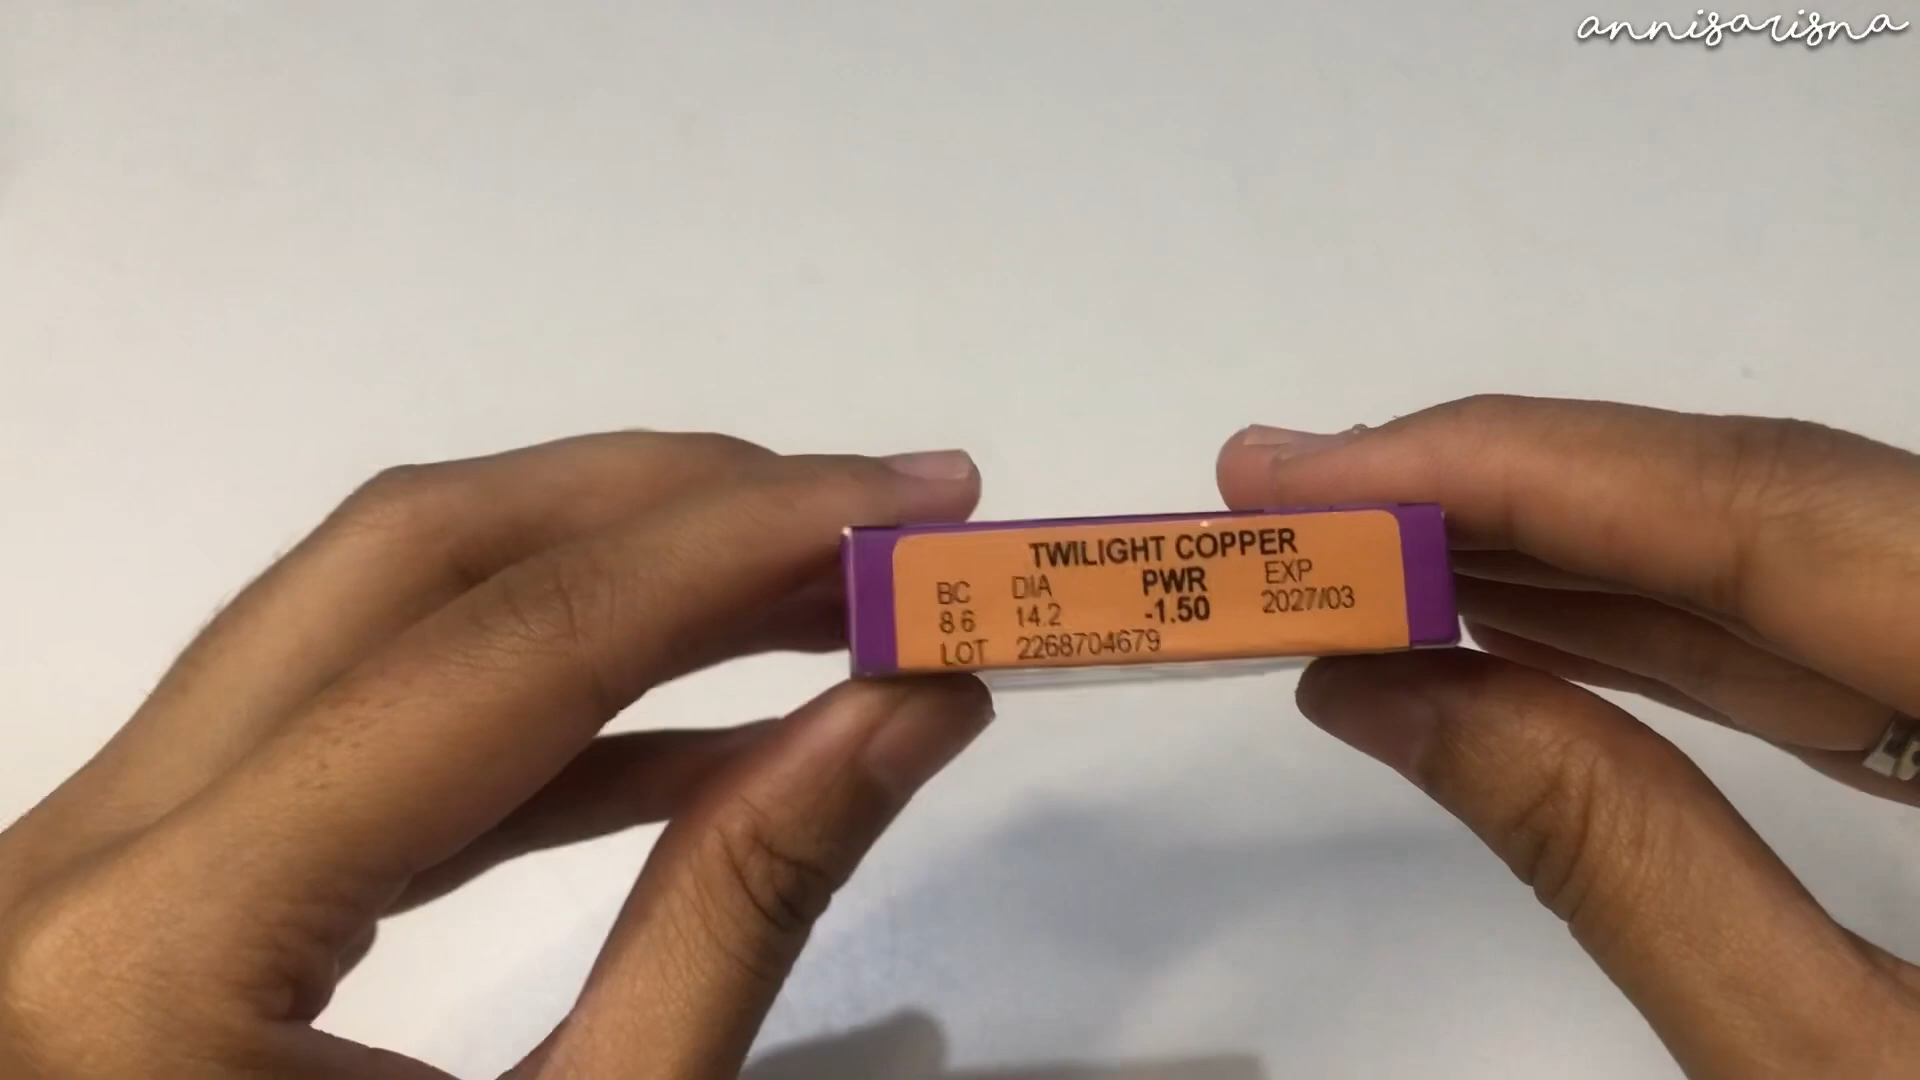 annisarisna
TWILIGHT COPPER
BC DIA PWR EXP
8.6 14.2 -1.50 2027/03
LOT 2268704679